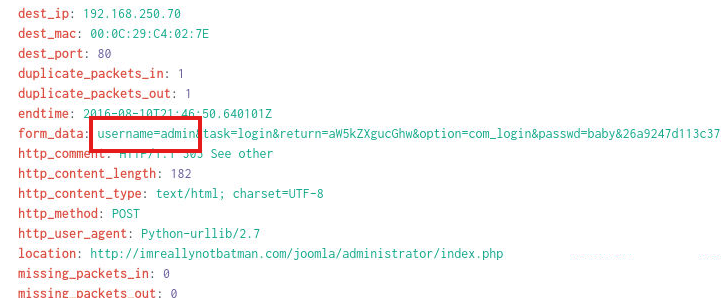 dest_ip: 192.168.250.70
dest_mac: 00:0C:29:C4:02:7E
dest_port: 80
duplicate_packets_in: 1
duplicate_packets_out: 1
endtime: 2016-08-10T21:46:50.640101Z
form_data: username=admin&task=login&return=aW5kZXgucGhw&option=com_login&passwd=baby&26a9247d113c37
http_comment: HTTP/1.1 303 See other
http_content_length: 182
http_content_type: text/html; charset=UTF-8
http_method: POST
http_user_agent: Python-urllib/2.7
location: http://imreallynotbatman.com/joomla/administrator/index.php
missing_packets_in: 0
missing_packets_out: 0